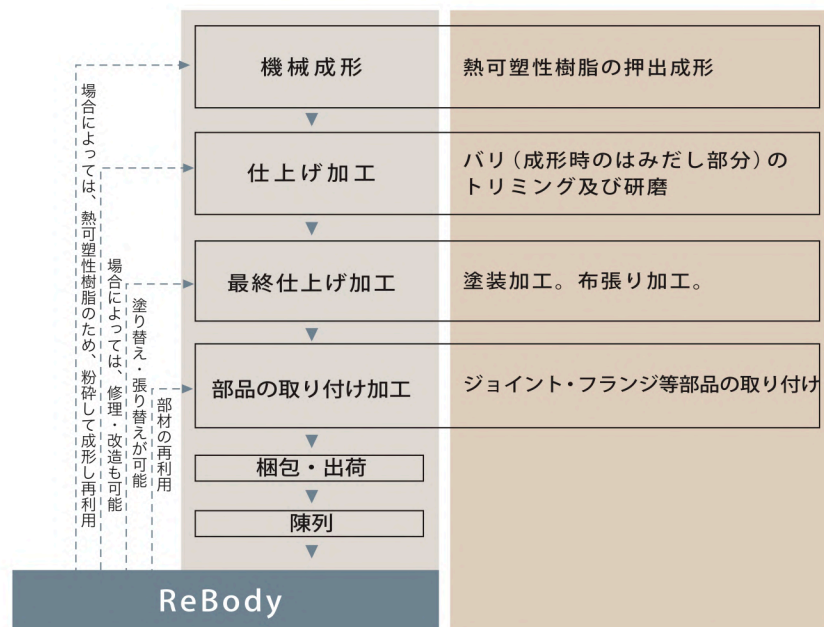 機械成形
熱可塑性樹脂の押出成形
仕上げ加工
バリ（成形時のはみだし部分）の
トリミング及び研磨
最終仕上げ加工
塗装加工。布張り加工。
部品の取り付け加工
ジョイント・フランジ等部品の取り付け
梱包・出荷
陳列
ReBody
場合によっては、熱可塑性樹脂のため、粉砕して成形し再利用
場合によっては、修理・改造も可能
塗り替え・張り替えが可能
部材の再利用